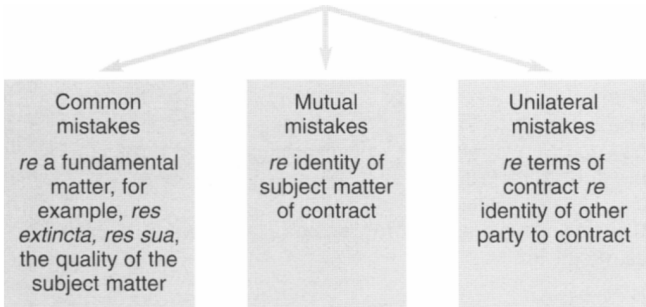 Common
mistakes
re a fundamental
matter, for
example, res
extincta, res sua,
the quality of the
subject matter
Mutual
mistakes
re identity of
subject matter
of contract
Unilateral
mistakes
re terms of
contract re
identity of other
party to contract